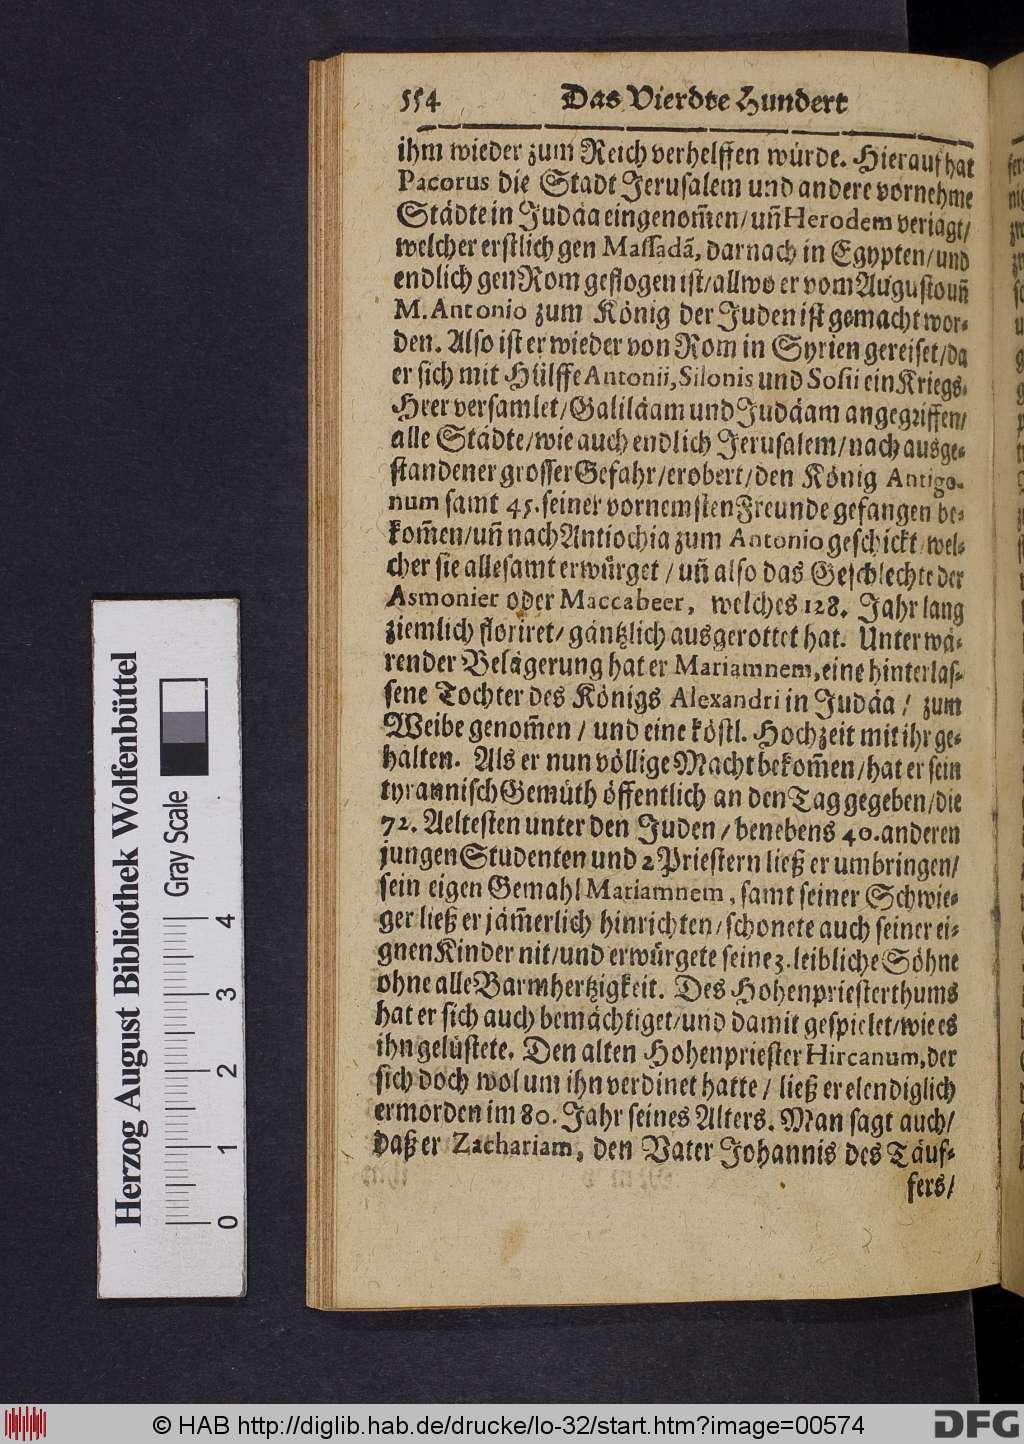 554 Das Vierdte Hundert
ihm wieder zum Reich verhelffen würde. Hierauf hat
Pacorus die Stadt Jerusalem und andere vornehme
Städte in Judäa eingenom̃en/ uñ Herodem verjagt/
welcher erstlich gen Massadã, darnach in Egypten/ und
endlich gen Rom geflogen ist/ allwo er vom Augusto uñ
M. Antonio zum König der Juden ist gemacht wor-
den. Also ist er wieder von Rom in Syrien gereiset/ da
er sich mit Hülffe Antonii, Silonis und Sosii ein Kriegs-
Heer versamlet/ Galiläam und Judäam angegriffen/
alle Städte/ wie auch endlich Jerusalem/ nach ausge-
standener grosser Gefahr/ erobert/ den König Antigo-
num samt 45. seiner vornemsten Freunde gefangen be-
kom̃en/ uñ nach Antiochia zum Antonio geschickt/ wel-
cher sie allesamt erwürget / uñ also das Geschlechte der
Asmonier oder Maccabeer, welches 128. Jahr lang
ziemlich floriret/ gäntzlich ausgerottet hat. Unter wä-
render Belägerung hat er Mariamnem, eine hinterlas-
sene Tochter des Königs Alexandri in Judäa / zum
Weibe genom̃en / und eine köstl. Hochzeit mit ihr ge-
halten. Als er nun völlige Macht bekom̃en/ hat er sein
tyrannisch Gemüth öffentlich an den Tag gegeben/ die
72. Aeltesten unter den Juden / benebens 40. anderen
jungen Studenten und 2 Priestern ließ er umbringen/
sein eigen Gemahl Mariamnem, samt seiner Schwie-
ger ließ er jäm̃erlich hinrichten/ schonete auch seiner ei-
gnen Kinder nit/ und erwürgete seine 3. leibliche Söhne
ohne alle Barmhertzigkeit. Des Hohenpriesterthums
hat er sich auch bemächtiget/ und damit gespielet/ wie es
ihn gelüstete. Den alten Hohenpriester Hircanum, der
sich doch wol um ihn verdinet hatte / ließ er elendiglich
ermorden im 80. Jahr seines Alters. Man sagt auch/
daß er Zachariam, den Vater Johannis des Täuf-
fers/
Herzog August Bibliothek Wolfenbüttel
Gray Scale
0 1 2 3 4
© HAB http://diglib.hab.de/drucke/lo-32/start.htm?image=00574
DFG